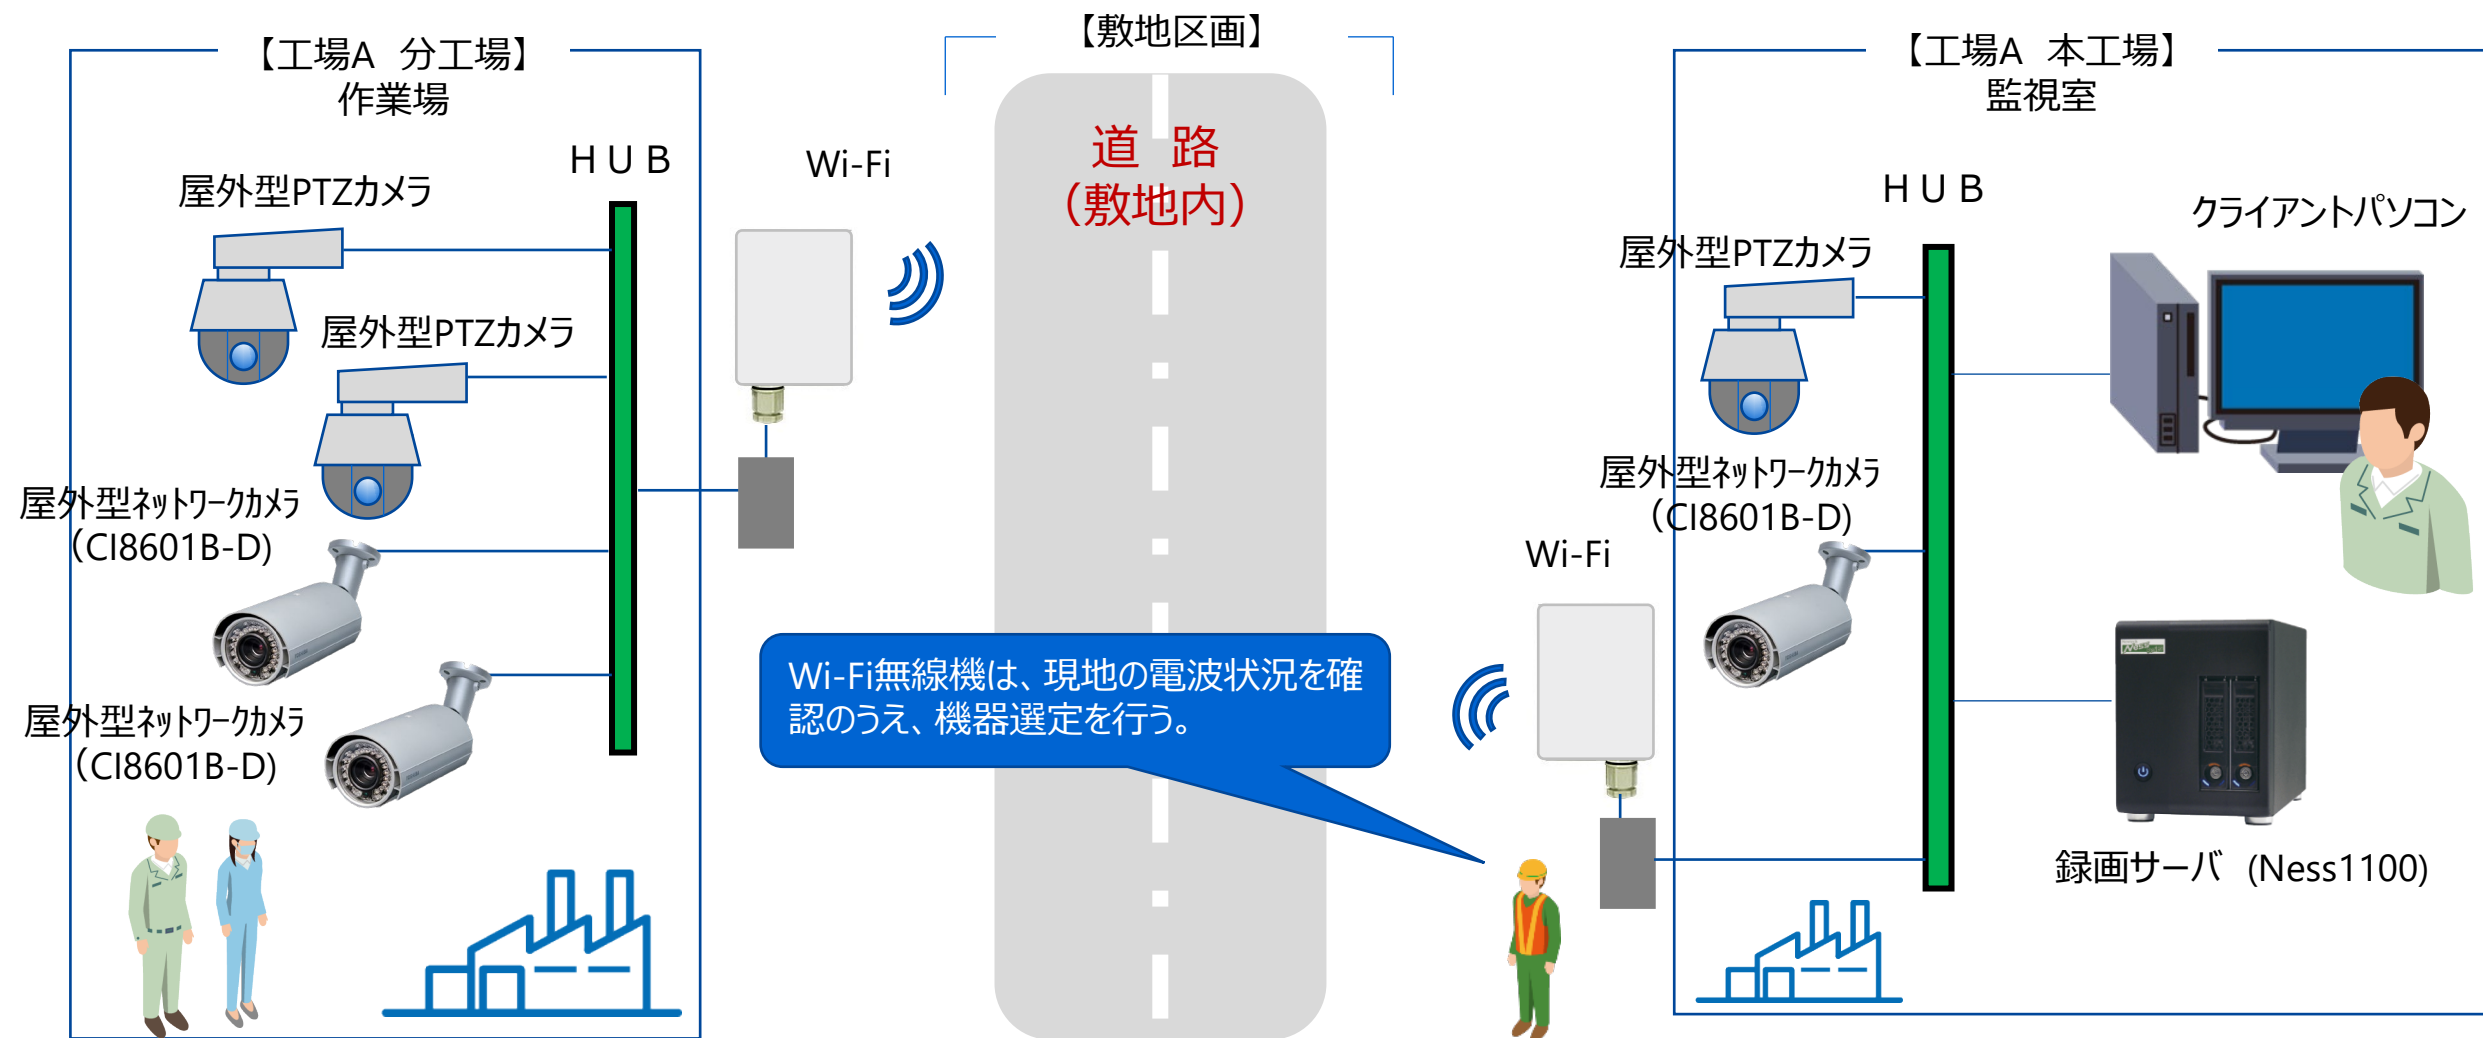 【工場A　分工場】
作業場
ＨＵＢ
屋外型PTZカメラ
屋外型PTZカメラ
屋外型ネットワークカメラ
（CI8601B-D)
屋外型ネットワークカメラ
（CI8601B-D)
Wi-Fi
【敷地区画】
道　路
（敷地内）
Wi-Fi無線機は、現地の電波状況を確
認のうえ、機器選定を行う。
Wi-Fi
【工場A　本工場】
監視室
ＨＵＢ
屋外型PTZカメラ
屋外型ネットワークカメラ
（CI8601B-D)
クライアントパソコン
録画サーバ (Ness1100)